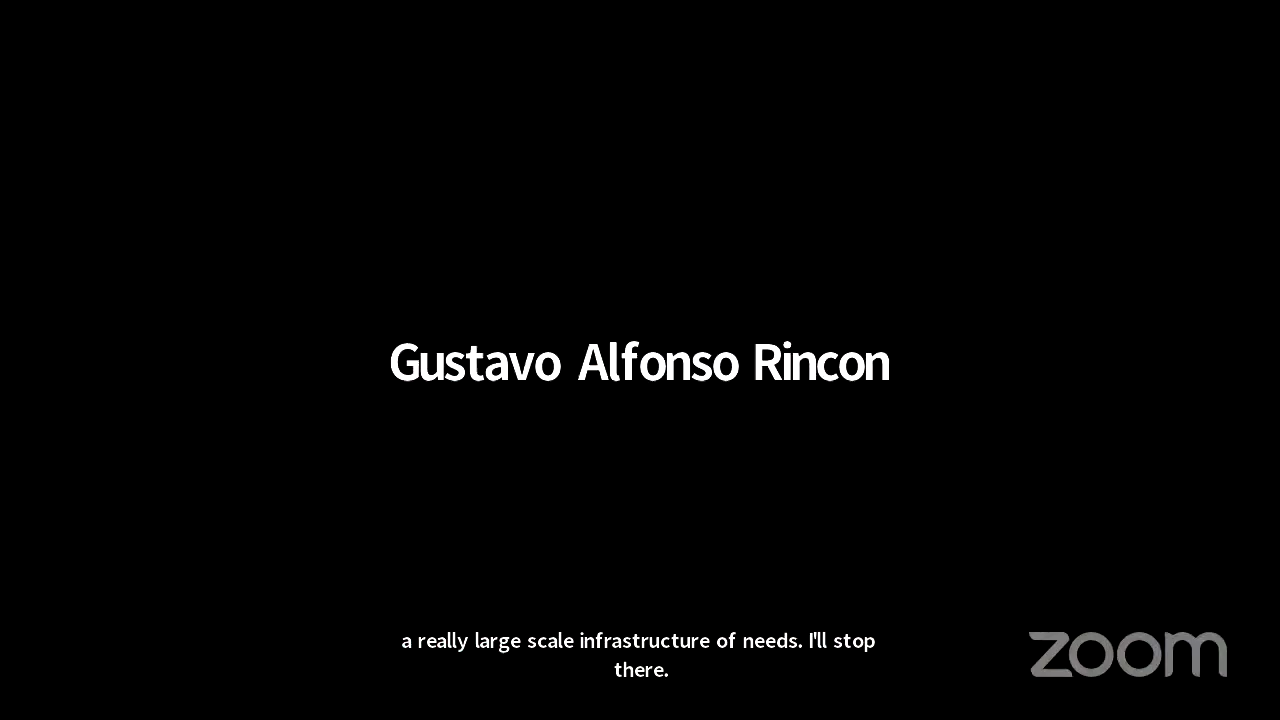 Gustavo Alfonso Rincon
a really large scale infrastructure of needs. I'll stop
there.
zoom